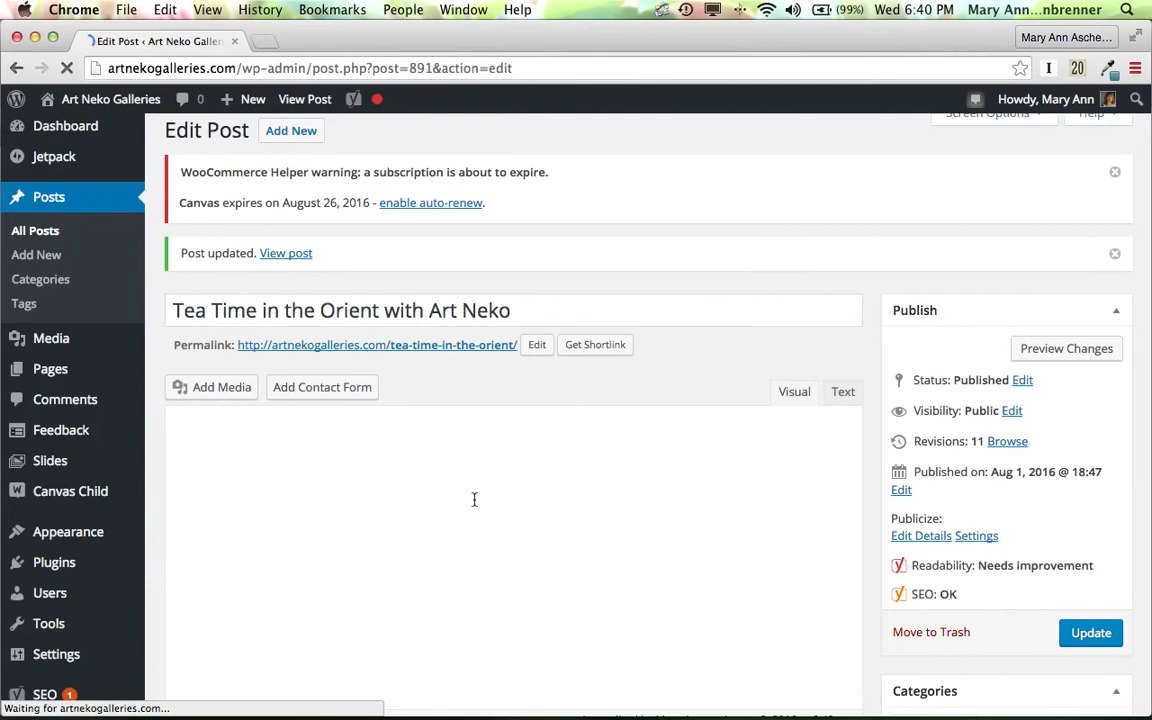 Chrome File Edit View History Bookmarks People Window Help (99%) Wed 6:40 PM Mary Ann...nbrenner
Edit Post ‹ Art Neko Galler Mary Ann Asche...
artnekogalleries.com/wp-admin/post.php?post=891&action=edit 20
Art Neko Galleries 0 New View Post Howdy, Mary Ann
Dashboard
Jetpack
Posts
All Posts
Add New
Categories
Tags
Media
Pages
Comments
Feedback
Slides
Canvas Child
Appearance
Plugins
Users
Tools
Settings
SEO 1
Waiting for artnekogalleries.com...
Screen Options Help
Edit Post Add New
WooCommerce Helper warning: a subscription is about to expire.
Canvas expires on August 26, 2016 - enable auto-renew.
Post updated. View post
Tea Time in the Orient with Art Neko
Permalink: http://artnekogalleries.com/tea-time-in-the-orient/ Edit Get Shortlink
Add Media Add Contact Form Visual Text
Publish
Preview Changes
Status: Published Edit
Visibility: Public Edit
Revisions: 11 Browse
Published on: Aug 1, 2016 @ 18:47
Edit
Publicize:
Edit Details Settings
Readability: Needs improvement
SEO: OK
Move to Trash Update
Categories